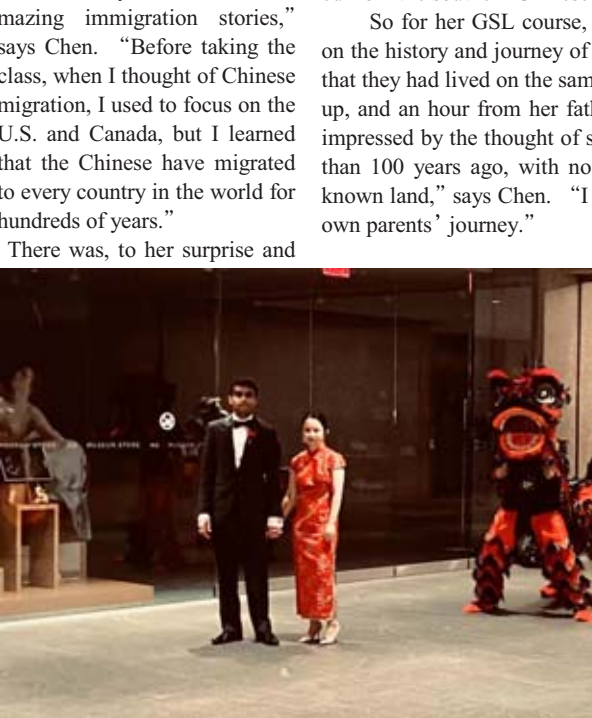 mazing immigration stories,”
says Chen. “Before taking the
class, when I thought of Chinese
migration, I used to focus on the
U.S. and Canada, but I learned
that the Chinese have migrated
to every country in the world for
hundreds of years.”
There was, to her surprise and
So for her GSL course,
on the history and journey of
that they had lived on the sam
up, and an hour from her fath
impressed by the thought of s
than 100 years ago, with no
known land,” says Chen. “I
own parents’ journey.”
MUSEUM STORE